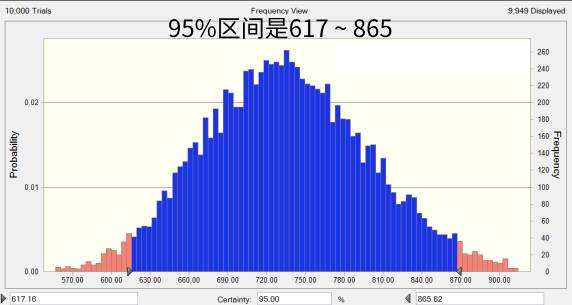 10,000 Trials Frequency View 9,949 Displayed
95%区间是617 ~ 865
Probability
0.02
0.01
0.00
Frequency
260
240
220
200
180
160
140
120
100
80
60
40
20
0
570.00 600.00 630.00 660.00 690.00 720.00 750.00 780.00 810.00 840.00 870.00 900.00
617.16 Certainty: 95.00 % 865.62